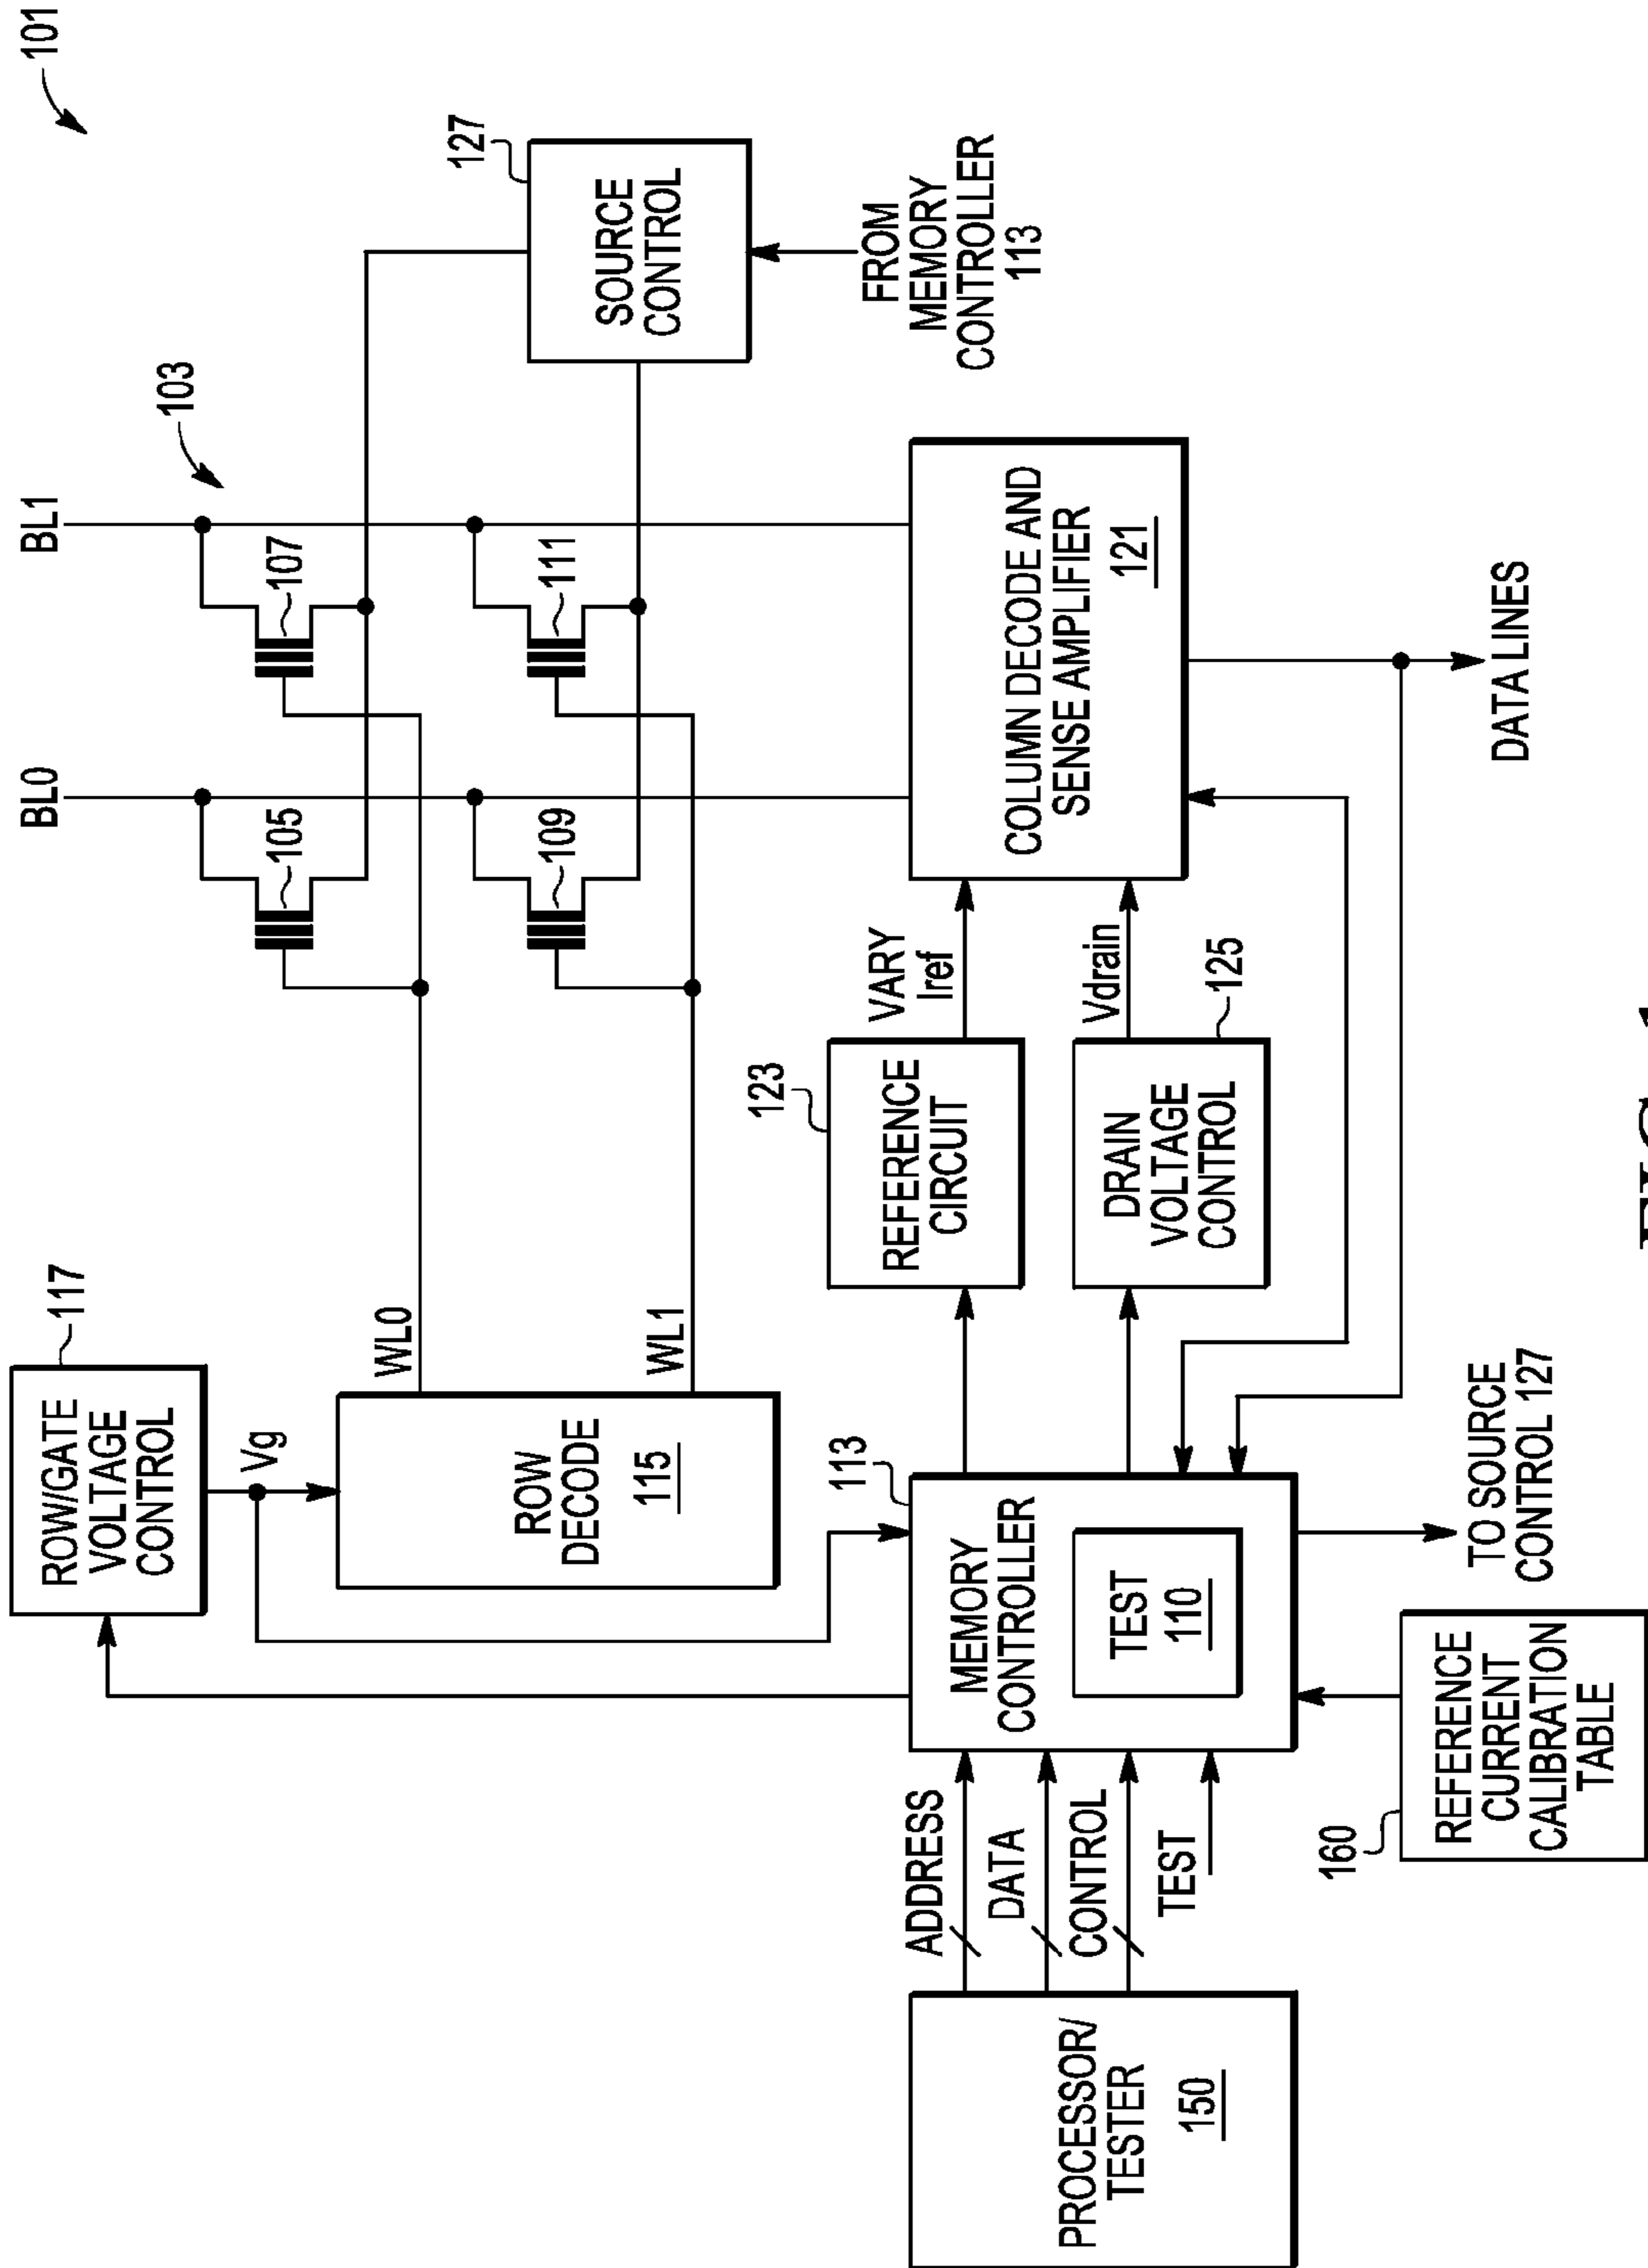 101
BL0
BL1
103
ROW/GATE
VOLTAGE
CONTROL
117
Vg
105
107
WL0
127
SOURCE
CONTROL
ROW
DECODE
115
109
111
WL1
FROM
MEMORY
CONTROLLER
113
123
REFERENCE
CIRCUIT
VARY
Iref
COLUMN DECODE AND
SENSE AMPLIFIER
121
PROCESSOR/
TESTER
150
ADDRESS
DATA
CONTROL
TEST
113
MEMORY
CONTROLLER
TEST
110
DRAIN
VOLTAGE
CONTROL
Vdrain
125
160
REFERENCE
CURRENT
CALIBRATION
TABLE
TO SOURCE
CONTROL 127
DATA LINES